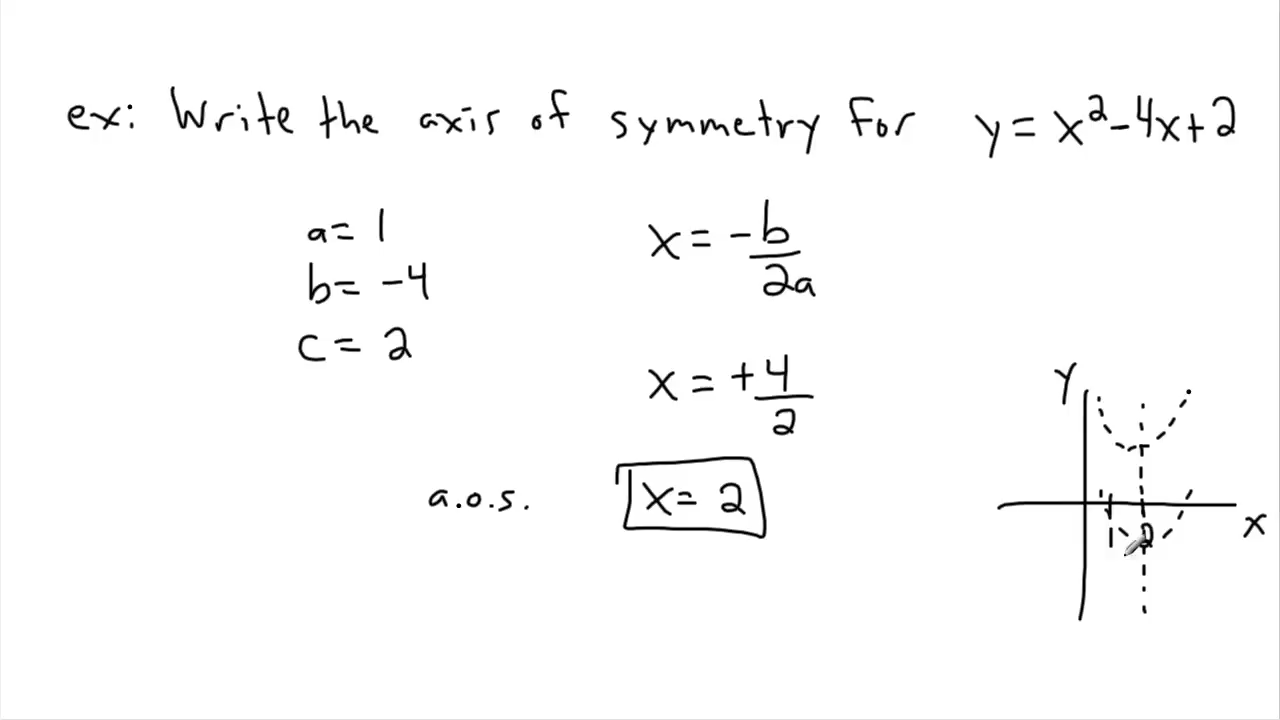 ex: Write the axis of symmetry for y = x² - 4x + 2
a = 1
b = -4
c = 2
x = -b/2a
x = +4/2
a.o.s. x = 2
y
x
1 2